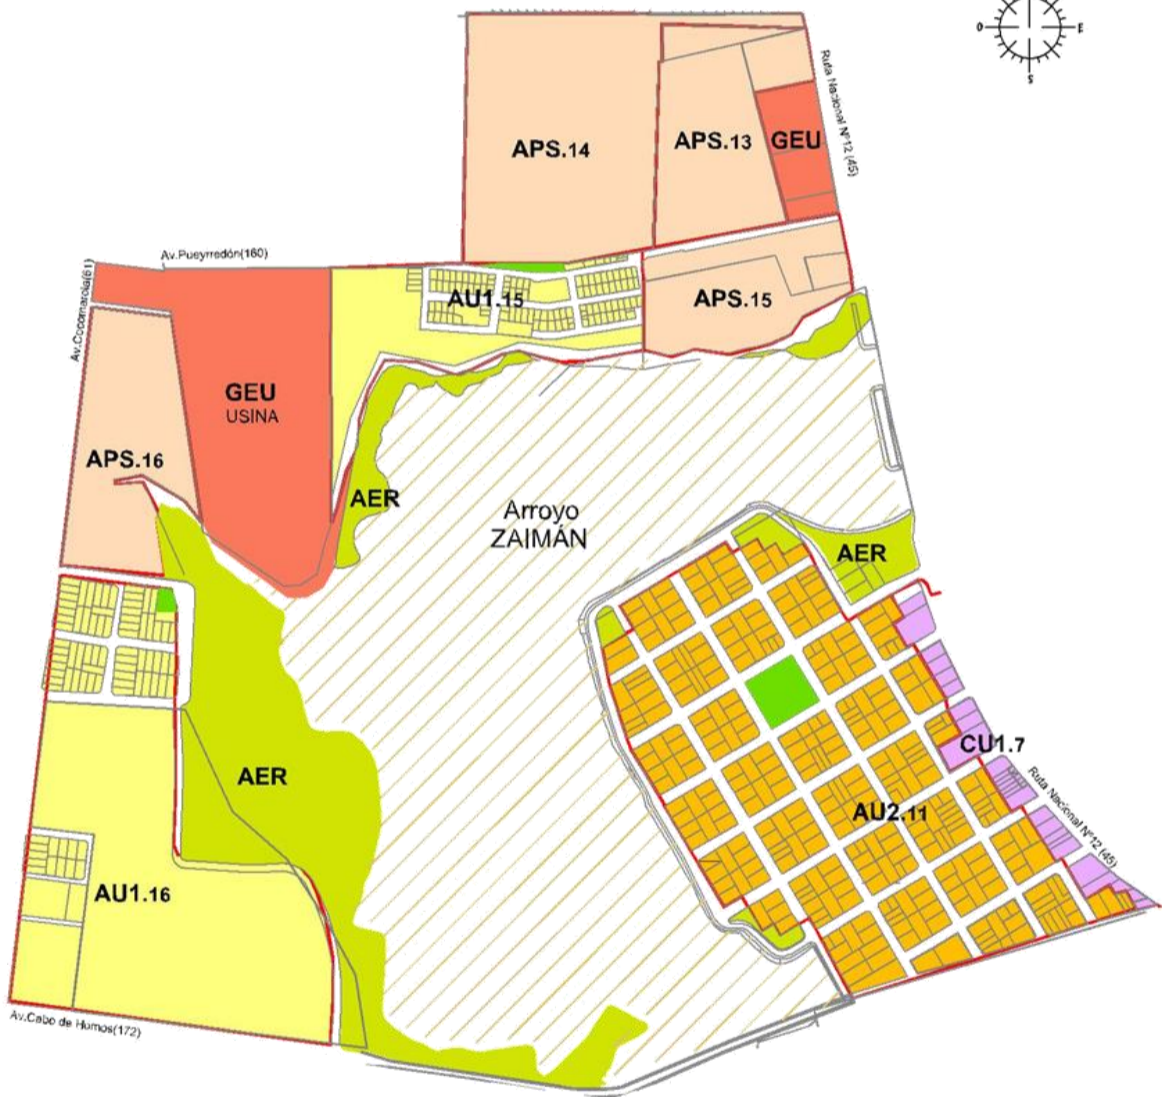 O
E
S
Ruta Nacional Nº12 (45)
APS.14
APS.13
GEU
Av.Pueyrredón(160)
Av.Cocomarola(61)
AU1.15
APS.15
GEU
USINA
APS.16
AER
Arroyo
ZAIMÁN
AER
AER
CU1.7
Ruta Nacional Nº12 (45)
AU2.11
AU1.16
Av.Cabo de Hornos(172)